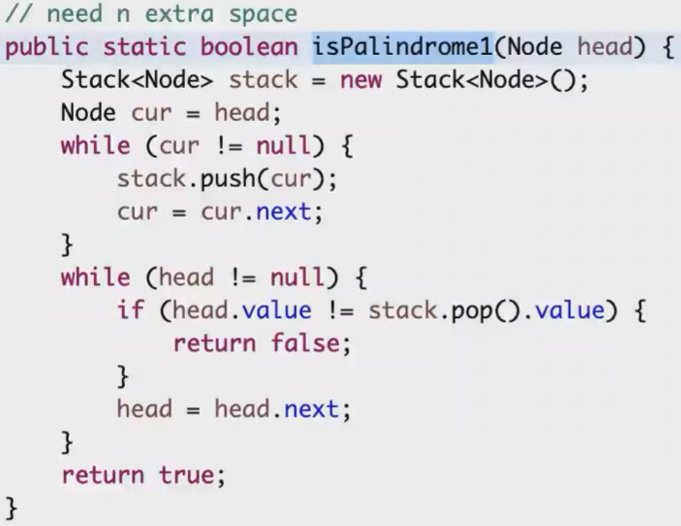 // need n extra space
public static boolean isPalindrome1(Node head) {
    Stack<Node> stack = new Stack<Node>();
    Node cur = head;
    while (cur != null) {
        stack.push(cur);
        cur = cur.next;
    }
    while (head != null) {
        if (head.value != stack.pop().value) {
            return false;
        }
        head = head.next;
    }
    return true;
}